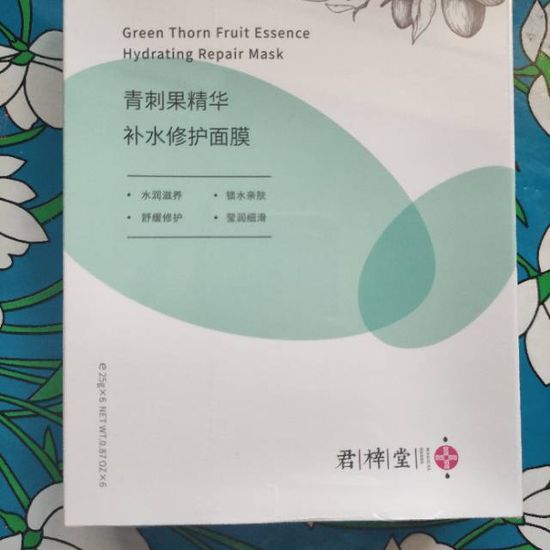 Green Thorn Fruit Essence
Hydrating Repair Mask
青刺果精华
补水修护面膜
• 水润滋养 • 锁水亲肤
• 舒缓修护 • 莹润细滑
e 25g×6 NET WT.0.87 OZ×6
君梓堂